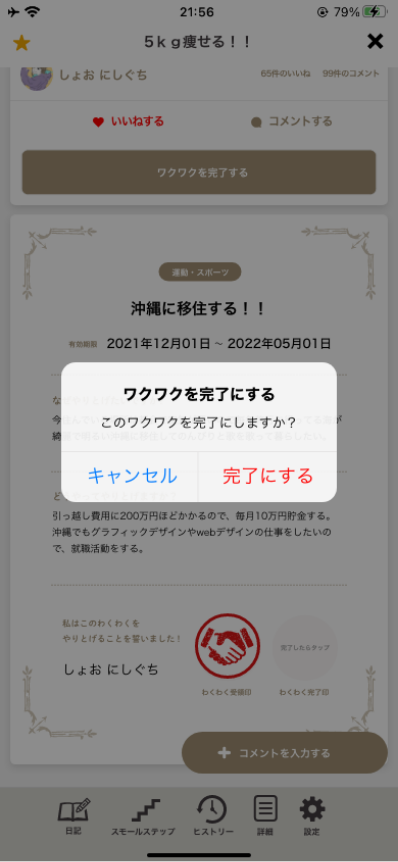 21:56
79%
5kg痩せる！！
しょお にしぐち
65件のいいね 99件のコメント
いいねする
コメントする
ワクワクを完了する
運動・スポーツ
沖縄に移住する！！
有効期限 2021年12月01日 ~ 2022年05月01日
ワクワクを完了にする
このワクワクを完了にしますか？
キャンセル
完了にする
引っ越し費用に200万円ほどかかるので、毎月10万円貯金する。
沖縄でもグラフィックデザインやwebデザインの仕事をしたいの
で、就職活動をする。
私はこのわくわくを
やりとげることを誓いました！
しょお にしぐち
完了したらタップ
わくわく受領印
わくわく完了印
コメントを入力する
日記
スモールステップ
ヒストリー
詳細
設定